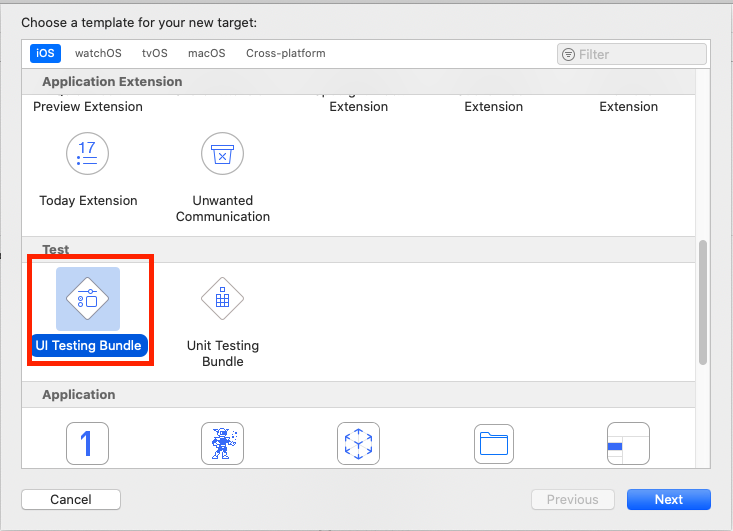 Choose a template for your new target:
iOS watchOS tvOS macOS Cross-platform Filter
Application Extension
Preview Extension Extension Extension Extension
17
Today Extension
Unwanted
Communication
Test
UI Testing Bundle
Unit Testing
Bundle
Application
1
Cancel Previous Next